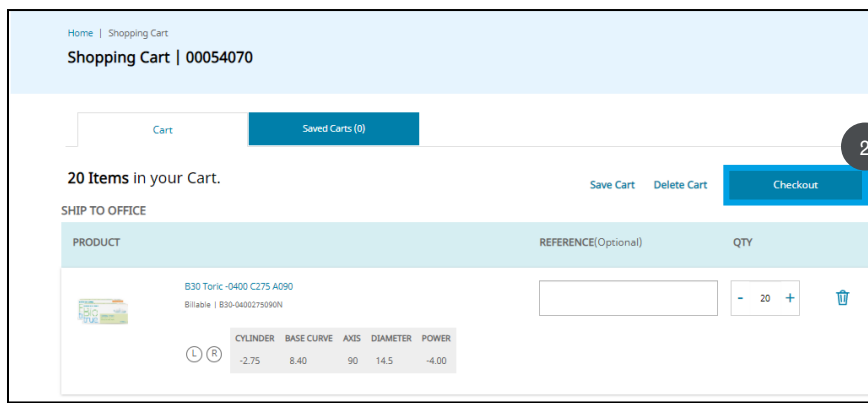 Home | Shopping Cart
Shopping Cart | 00054070
Cart
Saved Carts (0)
2
20 Items in your Cart.
Save Cart
Delete Cart
Checkout
SHIP TO OFFICE
PRODUCT
REFERENCE(Optional)
QTY
B30 Toric -0400 C275 A090
Billable | B30-0400275090N
- 20 +
CYLINDER BASE CURVE AXIS DIAMETER POWER
L R
-2.75 8.40 90 14.5 -4.00